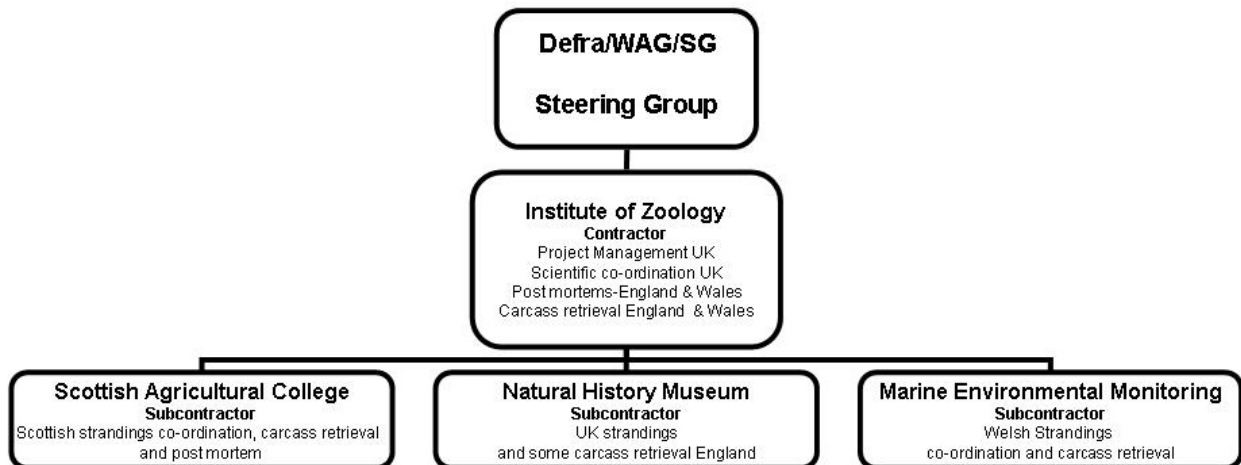 Defra/WAG/SG
Steering Group
Institute of Zoology
Contractor
Project Management UK
Scientific co-ordination UK
Post mortems-England & Wales
Carcass retrieval England & Wales
Scottish Agricultural College
Subcontractor
Scottish strandings co-ordination, carcass retrieval
and post mortem
Natural History Museum
Subcontractor
UK strandings
and some carcass retrieval England
Marine Environmental Monitoring
Subcontractor
Welsh Strandings
co-ordination and carcass retrieval